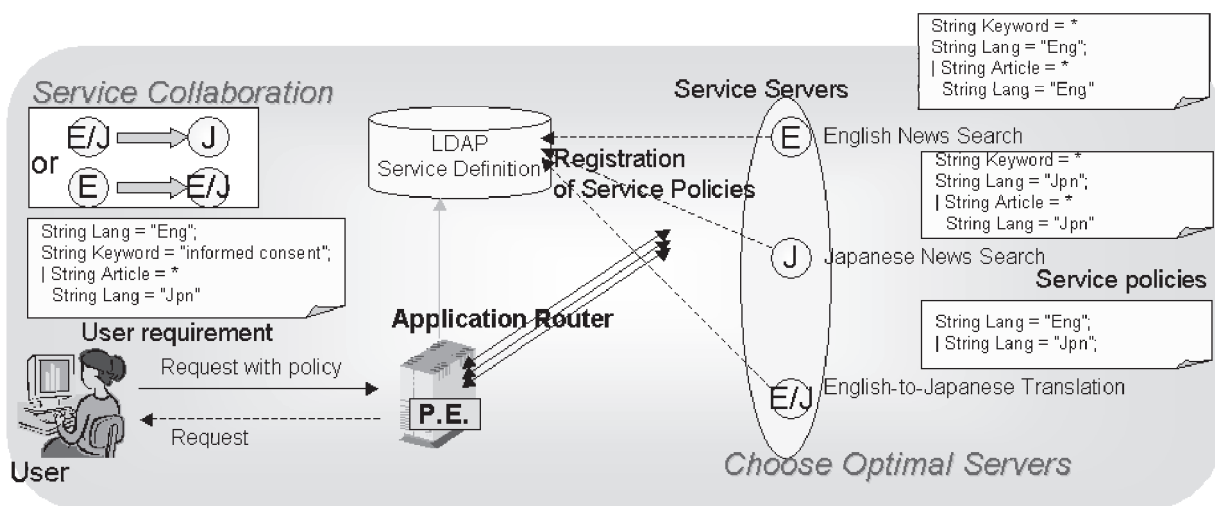 String Keyword = *
String Lang = "Eng";
| String Article = *
String Lang = "Eng"
Service Collaboration
E/J
J
or
E
E/J
LDAP
Service Definition
Service Servers
E
English News Search
Registration
of Service Policies
String Keyword = *
String Lang = "Jpn";
| String Article = *
String Lang = "Jpn"
String Lang = "Eng";
String Keyword = "informed consent";
| String Article = *
String Lang = "Jpn"
J
Japanese News Search
Service policies
Application Router
String Lang = "Eng";
| String Lang = "Jpn";
User requirement
Request with policy
P.E.
E/J
English-to-Japanese Translation
Request
User
Choose Optimal Servers